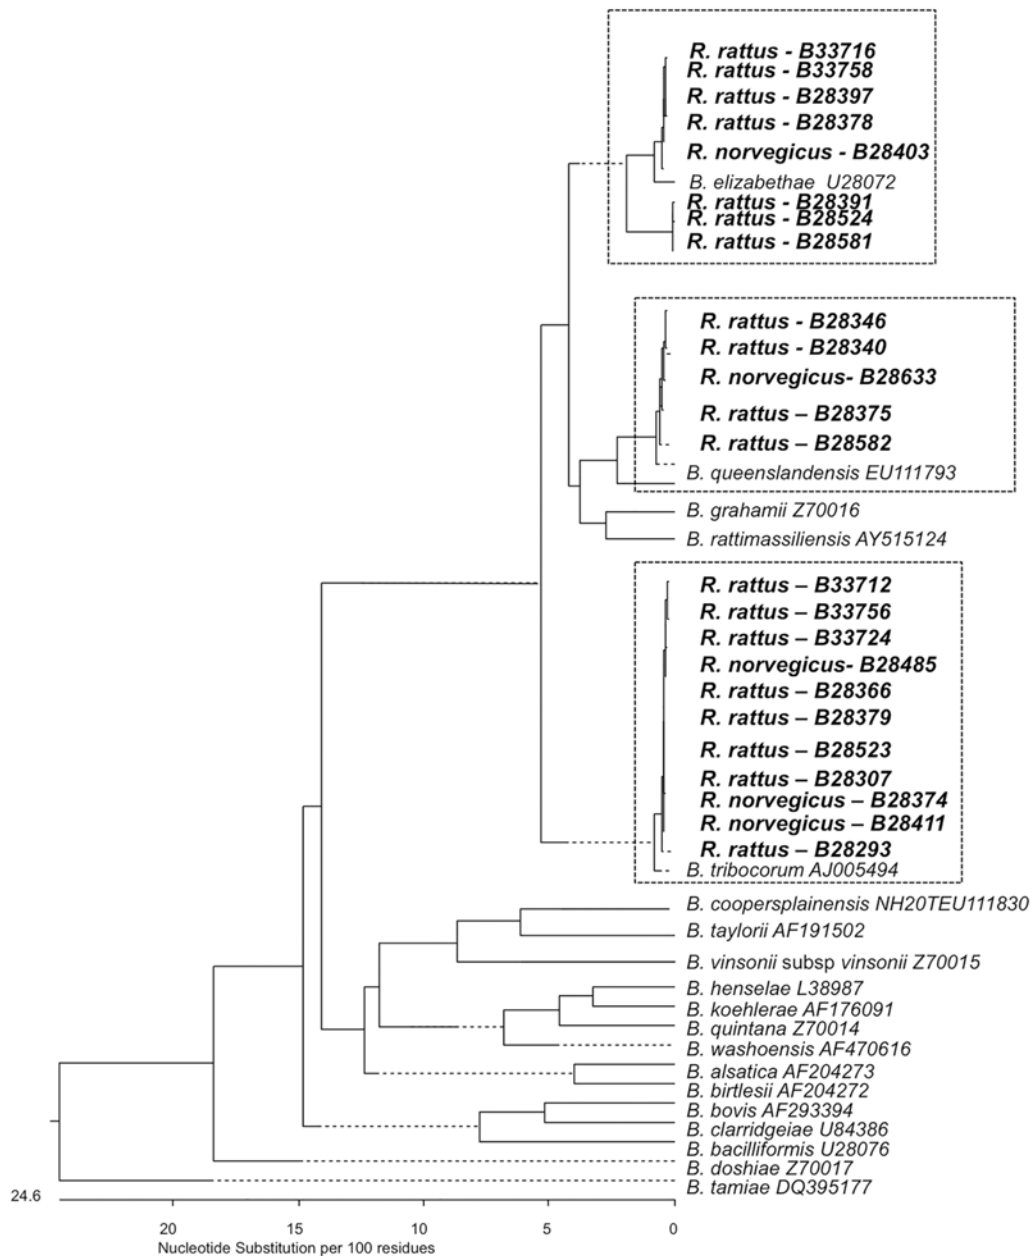 R. rattus - B33716
R. rattus - B33758
R. rattus - B28397
R. rattus - B28378
R. norvegicus - B28403
B. elizabethae U28072
R. rattus - B28391
R. rattus - B28524
R. rattus - B28581
R. rattus - B28346
R. rattus - B28340
R. norvegicus- B28633
R. rattus – B28375
R. rattus – B28582
B. queenslandensis EU111793
B. grahamii Z70016
B. rattimassiliensis AY515124
R. rattus – B33712
R. rattus – B33756
R. rattus – B33724
R. norvegicus- B28485
R. rattus – B28366
R. rattus – B28379
R. rattus – B28523
R. rattus – B28307
R. norvegicus – B28374
R. norvegicus – B28411
R. rattus – B28293
B. tribocorum AJ005494
B. coopersplainensis NH20TEU111830
B. taylorii AF191502
B. vinsonii subsp vinsonii Z70015
B. henselae L38987
B. koehlerae AF176091
B. quintana Z70014
B. washoensis AF470616
B. alsatica AF204273
B. birtlesii AF204272
B. bovis AF293394
B. clarridgeiae U84386
B. bacilliformis U28076
B. doshiae Z70017
B. tamiae DQ395177
24.6
20 15 10 5 0
Nucleotide Substitution per 100 residues